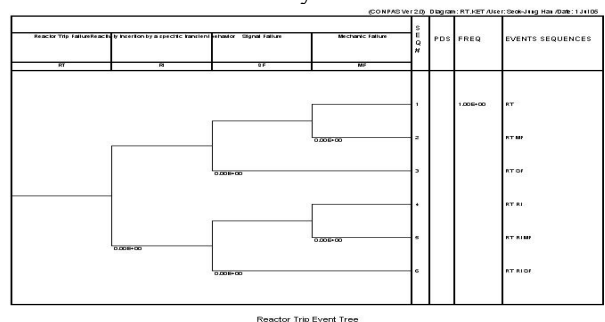 (CONPAS Ver 2.0) Diagram: RT.KET /User: Seok-Jung Han /Date: 1 Jul 05
Reactor Trip Failure Reactivity Insertion by a specific transient behavior Signal Failure Mechanic Failure
RT RI SF MF
SEQ# PDS FREQ EVENTS SEQUENCES
1 1.00E+00 RT
0.00E+00 2 RT MF
0.00E+00 3 RT SF
4 RT RI
0.00E+00 0.00E+00 5 RT RI MF
0.00E+00 6 RT RI SF
Reactor Trip Event Tree